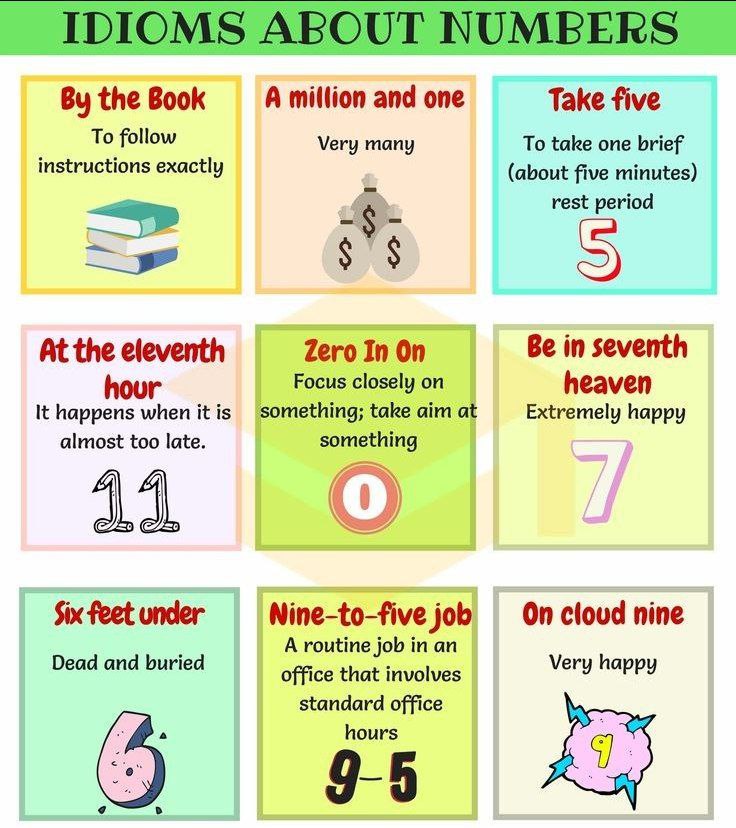 IDIOMS ABOUT NUMBERS
By the Book
To follow
instructions exactly
A million and one
Very many
$
$
$
Take five
To take one brief
(about five minutes)
rest period
5
At the eleventh
hour
It happens when it is
almost too late.
11
Zero In On
Focus closely on
something; take aim at
something
0
Be in seventh
heaven
Extremely happy
7
Six feet under
Dead and buried
6
Nine-to-five job
A routine job in an
office that involves
standard office
hours
9-5
On cloud nine
Very happy
9